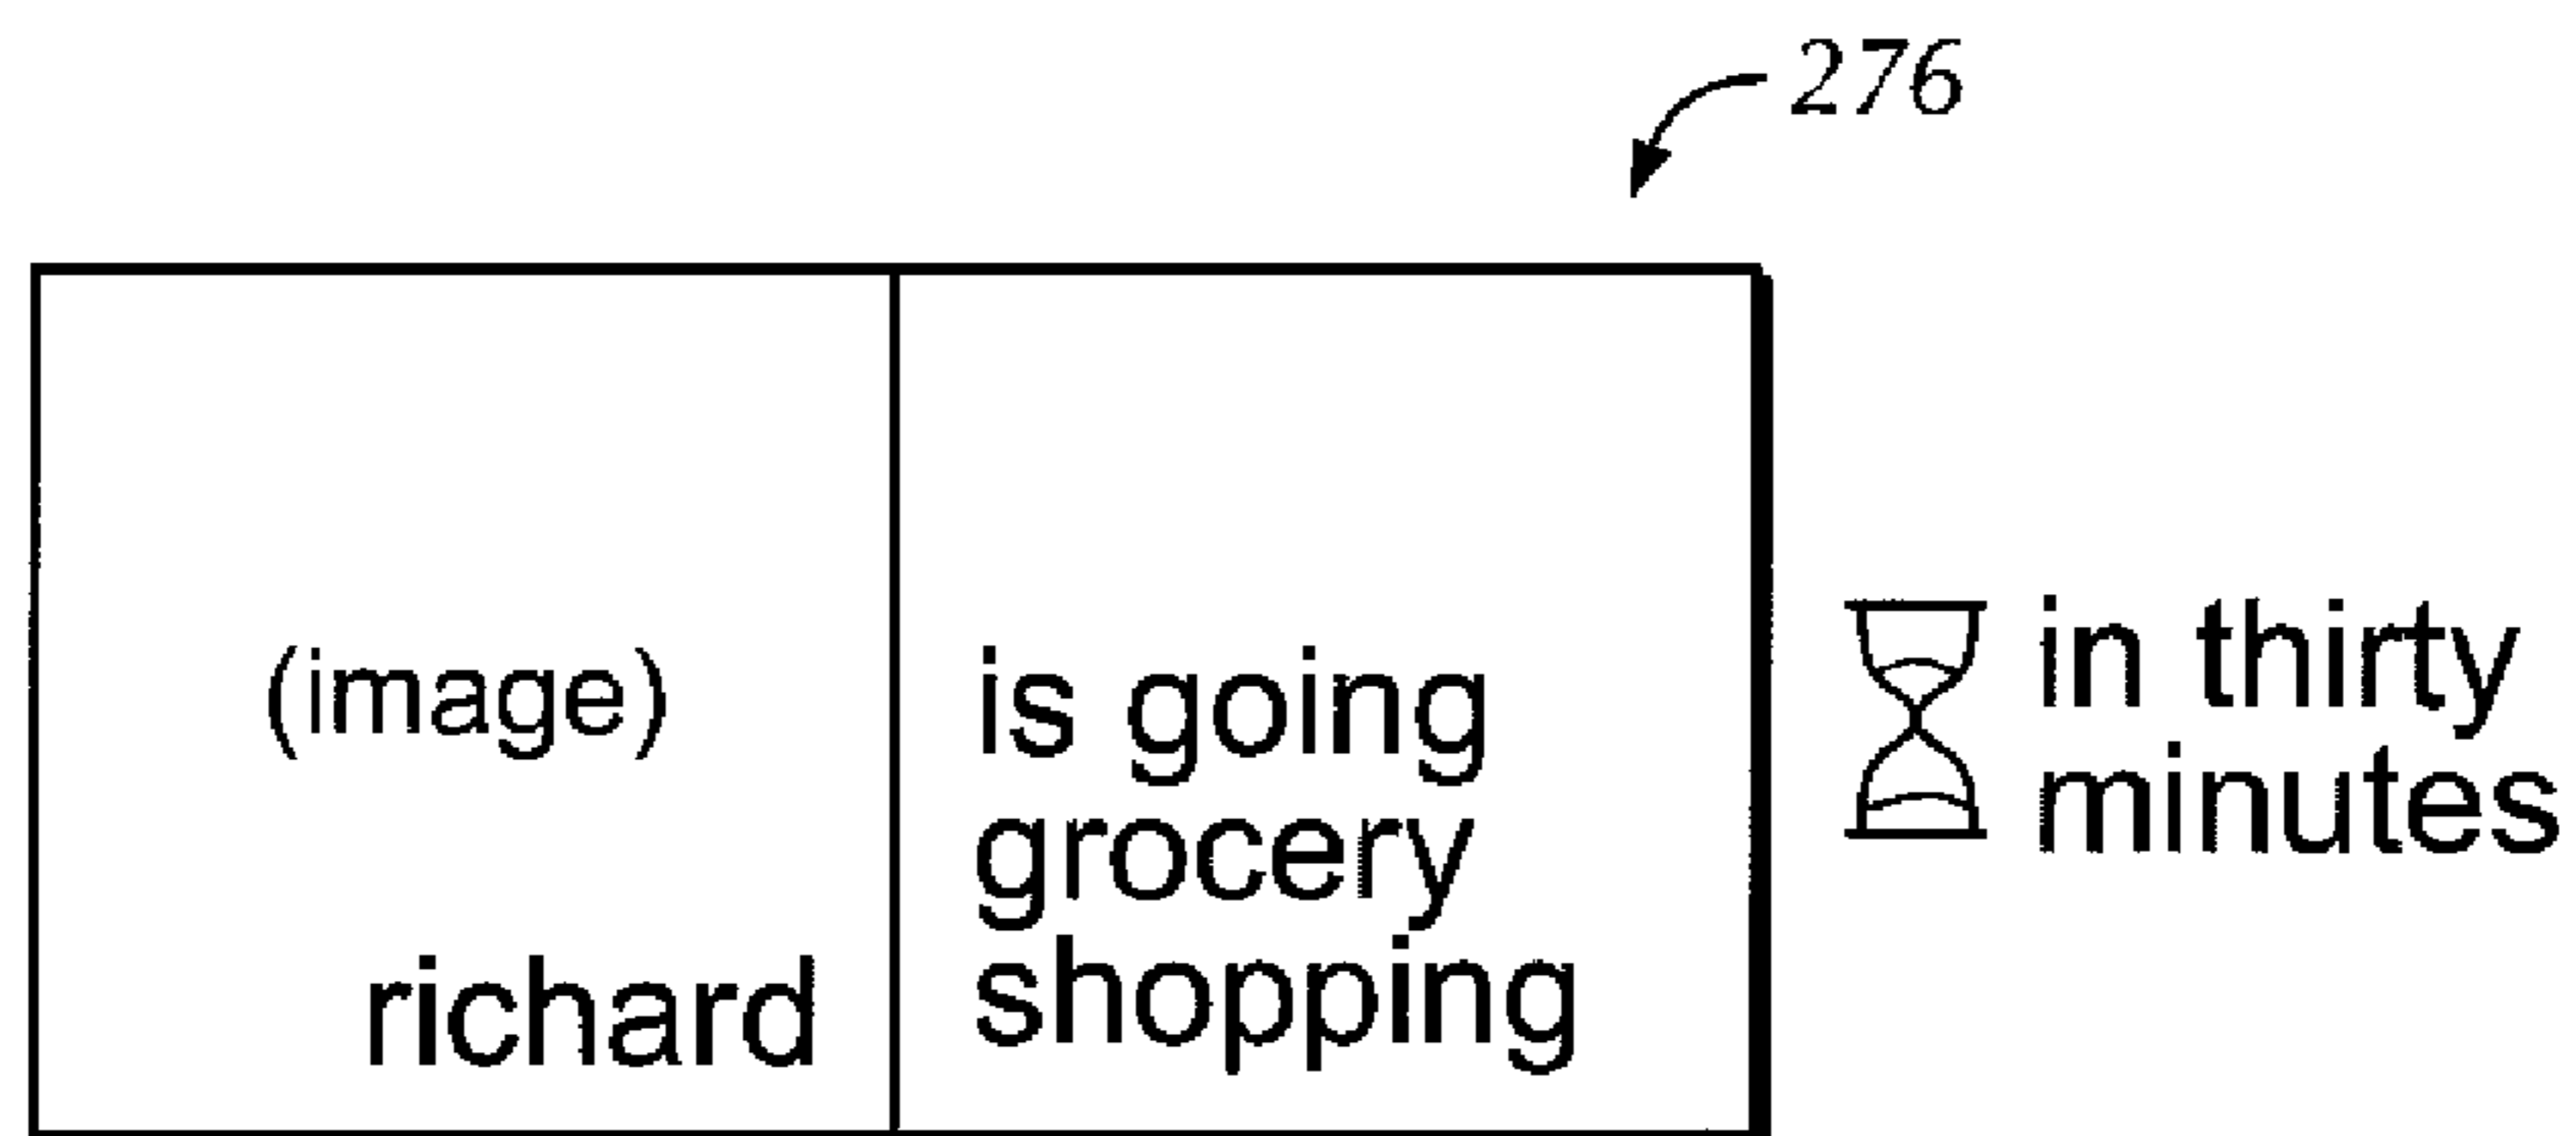 276
(image)
richard
is going
grocery
shopping
in thirty
minutes